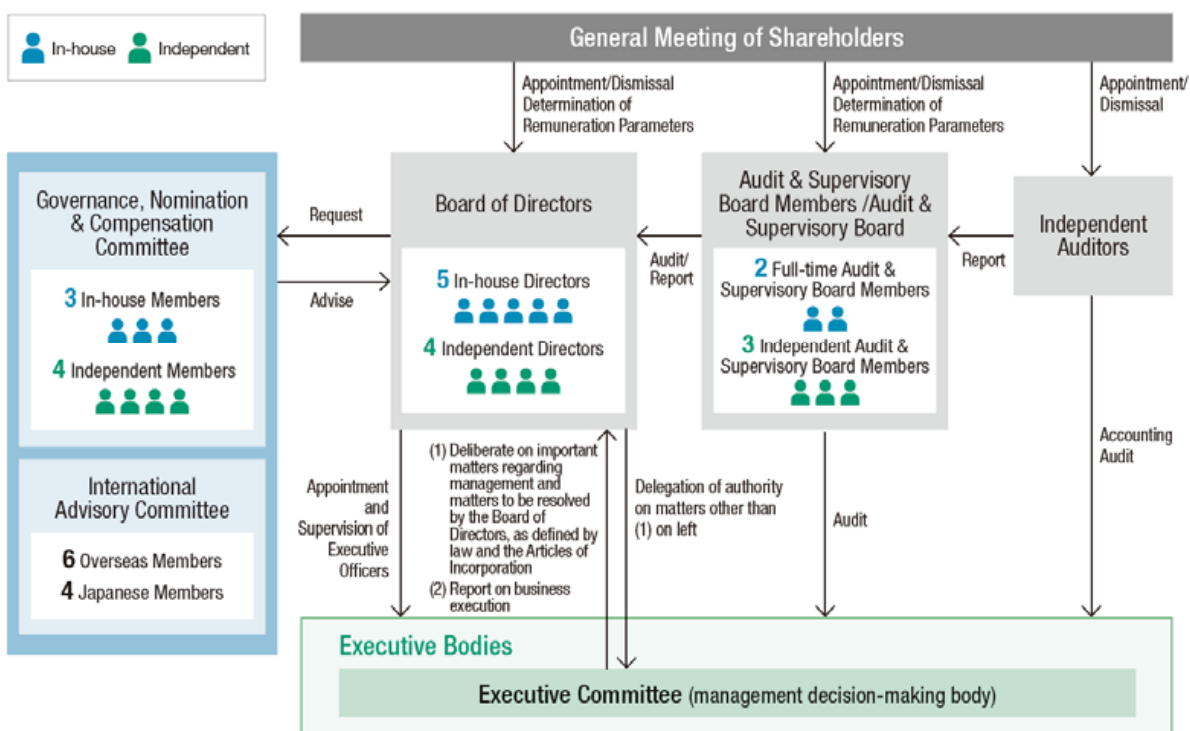 In-house
Independent
General Meeting of Shareholders
Appointment/Dismissal
Determination of
Remuneration Parameters
Appointment/Dismissal
Determination of
Remuneration Parameters
Appointment/
Dismissal
Governance, Nomination
& Compensation
Committee
3 In-house Members
4 Independent Members
International
Advisory Committee
6 Overseas Members
4 Japanese Members
Request
Advise
Board of Directors
5 In-house Directors
4 Independent Directors
Audit/
Report
Audit & Supervisory
Board Members /Audit &
Supervisory Board
2 Full-time Audit &
Supervisory Board Members
3 Independent Audit &
Supervisory Board Members
Report
Independent
Auditors
Appointment
and
Supervision of
Executive
Officers
(1) Deliberate on important
matters regarding
management and
matters to be resolved
by the Board of
Directors, as defined by
law and the Articles of
Incorporation
(2) Report on business
execution
Delegation of authority
on matters other than
(1) on left
Audit
Accounting
Audit
Executive Bodies
Executive Committee (management decision-making body)